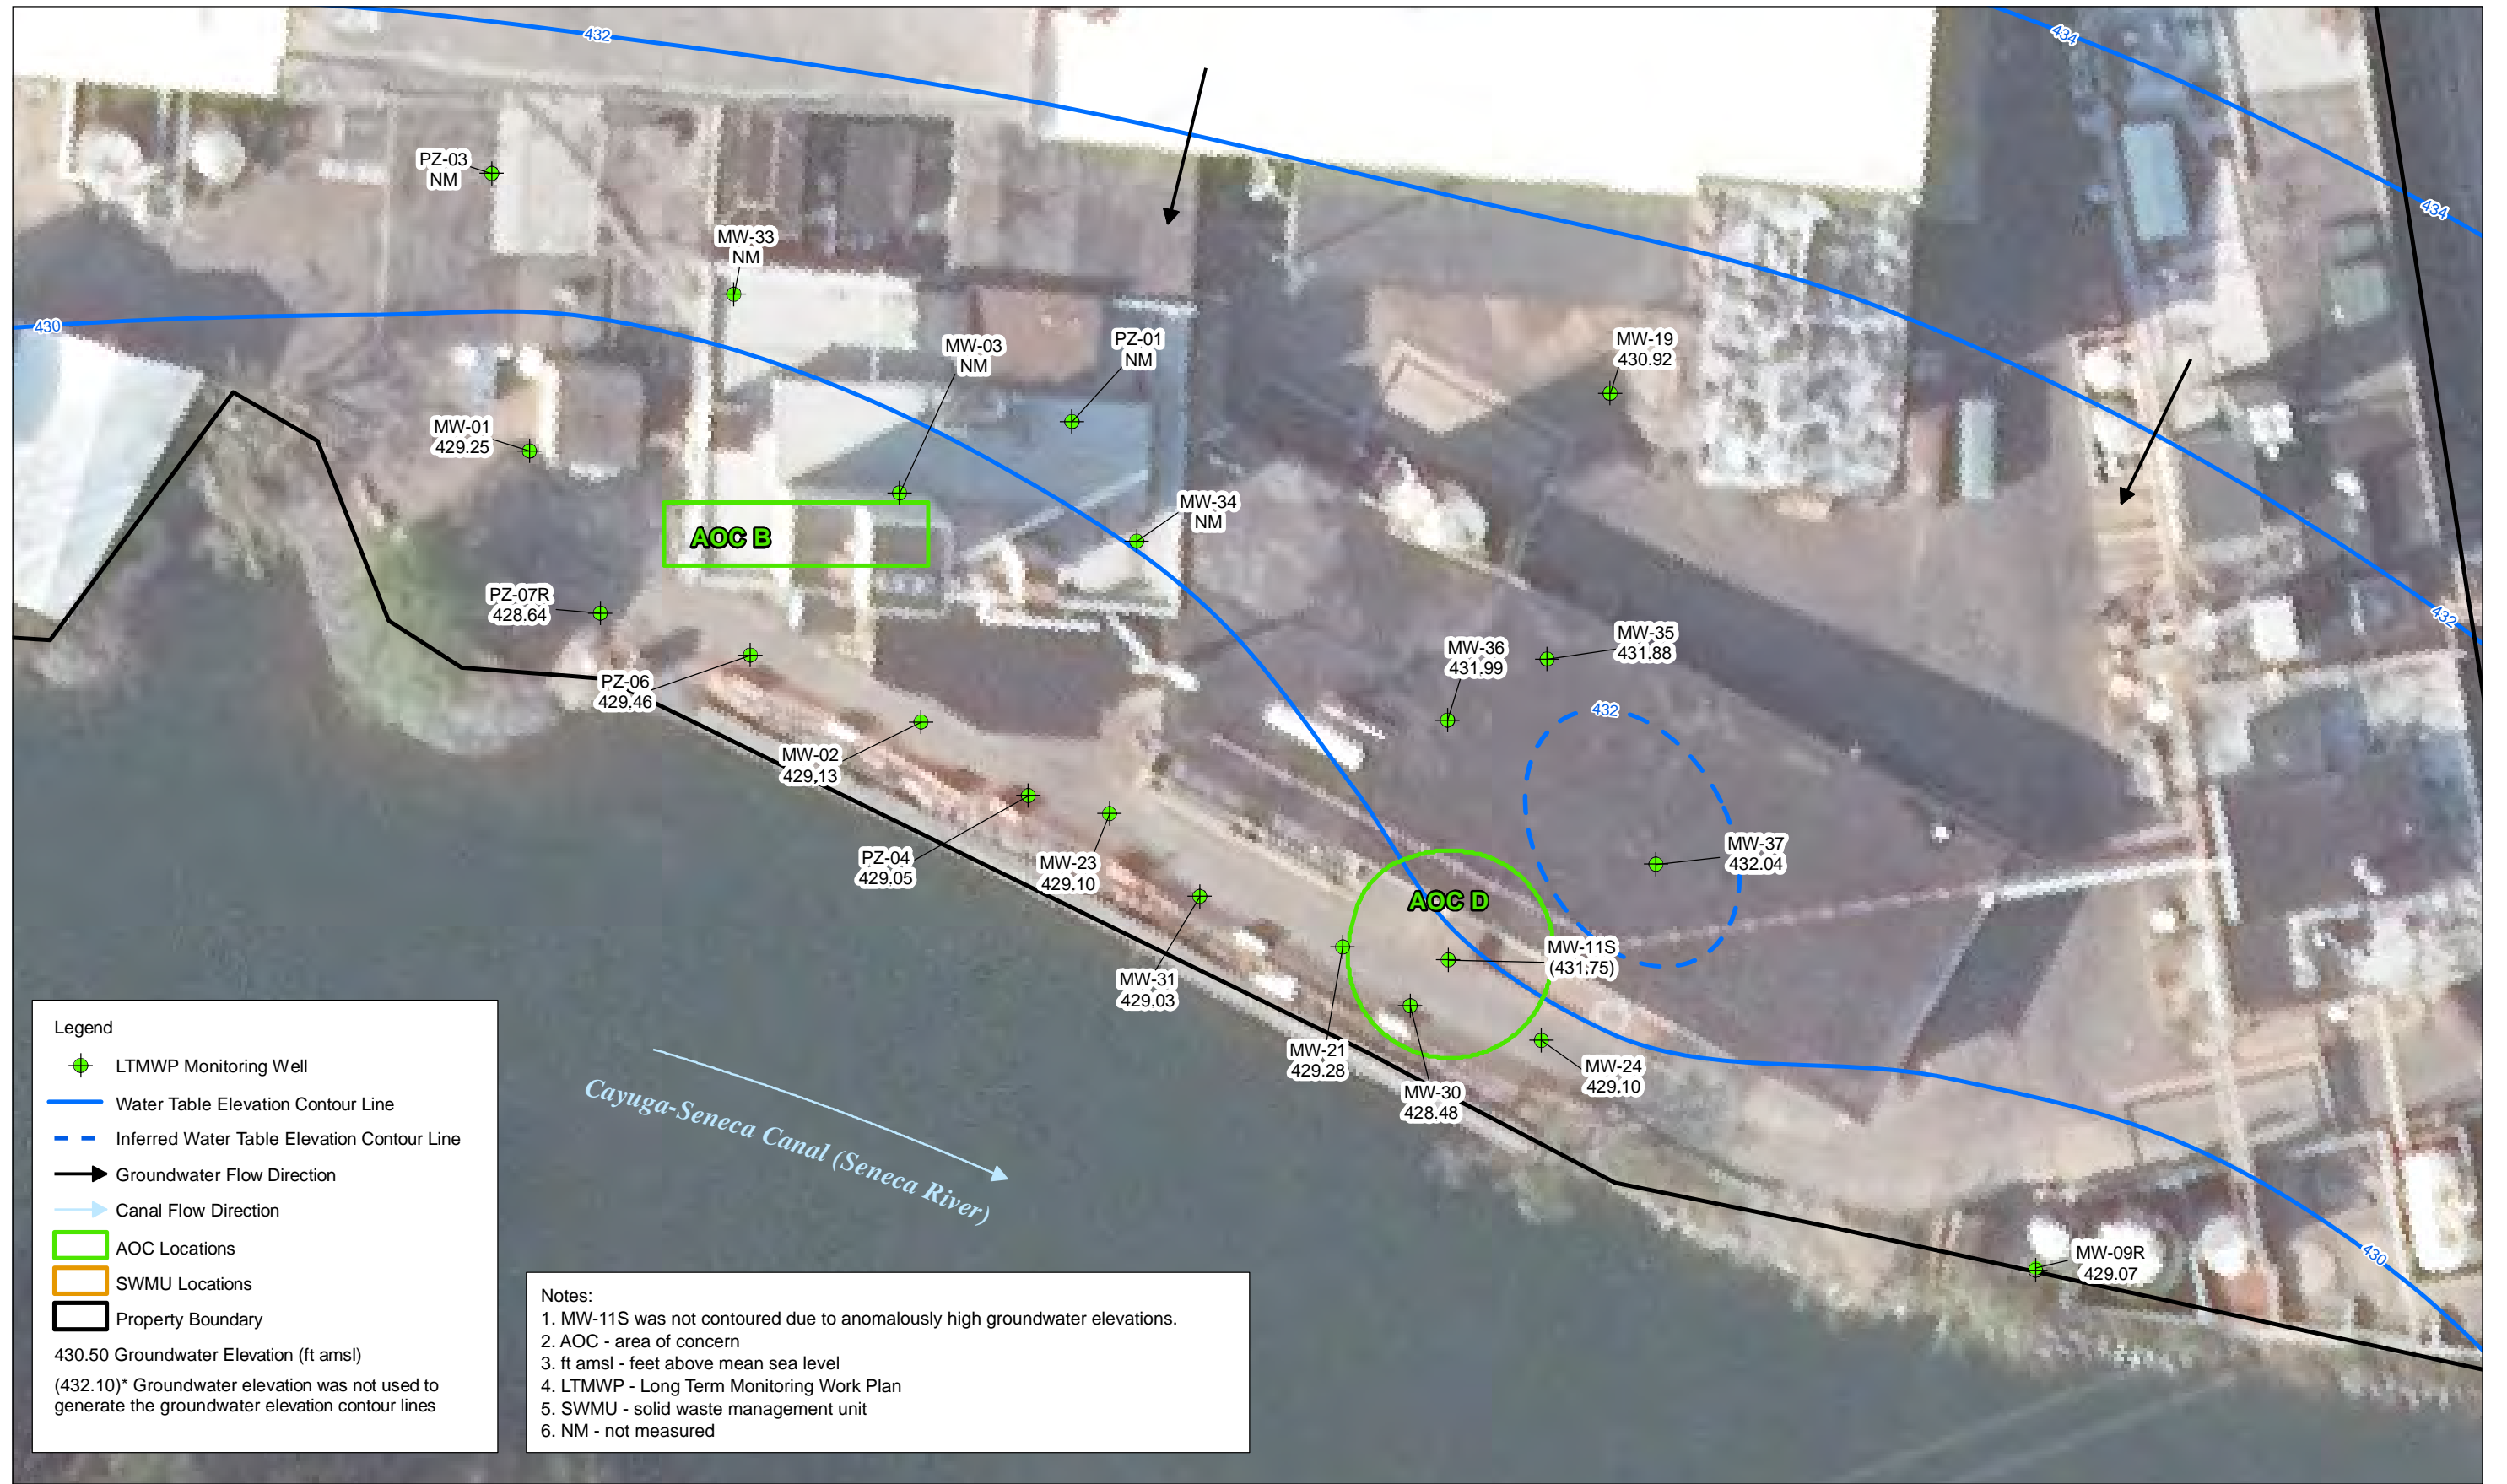 432
434
434
PZ-03
NM
MW-33
NM
430
MW-03
NM
PZ-01
NM
MW-19
430.92
MW-01
429.25
MW-34
NM
AOC B
PZ-07R
428.64
432
MW-36
431.99
MW-35
431.88
PZ-06
429.46
432
MW-02
429.13
MW-37
432.04
PZ-04
429.05
MW-23
429.10
AOC D
MW-11S
(431.75)
MW-31
429.03
MW-21
429.28
MW-24
429.10
MW-30
428.48
MW-09R
429.07
430
Cayuga-Seneca Canal (Seneca River)
Legend
LTMWP Monitoring Well
Water Table Elevation Contour Line
Inferred Water Table Elevation Contour Line
Groundwater Flow Direction
Canal Flow Direction
AOC Locations
SWMU Locations
Property Boundary
430.50 Groundwater Elevation (ft amsl)
(432.10)* Groundwater elevation was not used to
generate the groundwater elevation contour lines
Notes:
1. MW-11S was not contoured due to anomalously high groundwater elevations.
2. AOC - area of concern
3. ft amsl - feet above mean sea level
4. LTMWP - Long Term Monitoring Work Plan
5. SWMU - solid waste management unit
6. NM - not measured